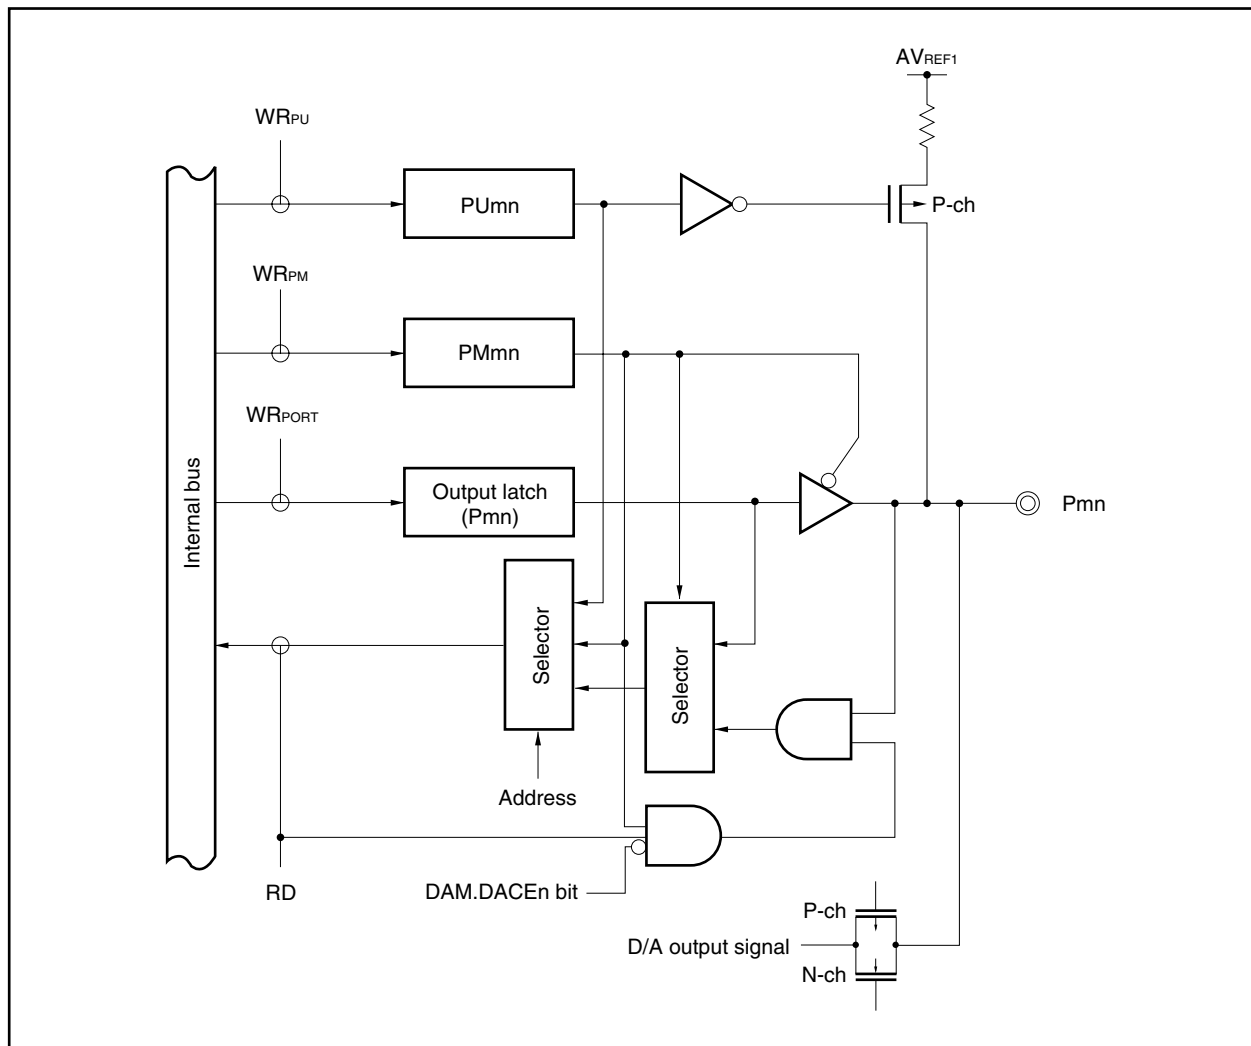 AVREF1
WRPU
PUmn
P-ch
WRPM
PMmn
WRPORT
Output latch
(Pmn)
Pmn
Internal bus
Selector
Selector
Address
RD
DAM.DACEn bit
P-ch
D/A output signal
N-ch